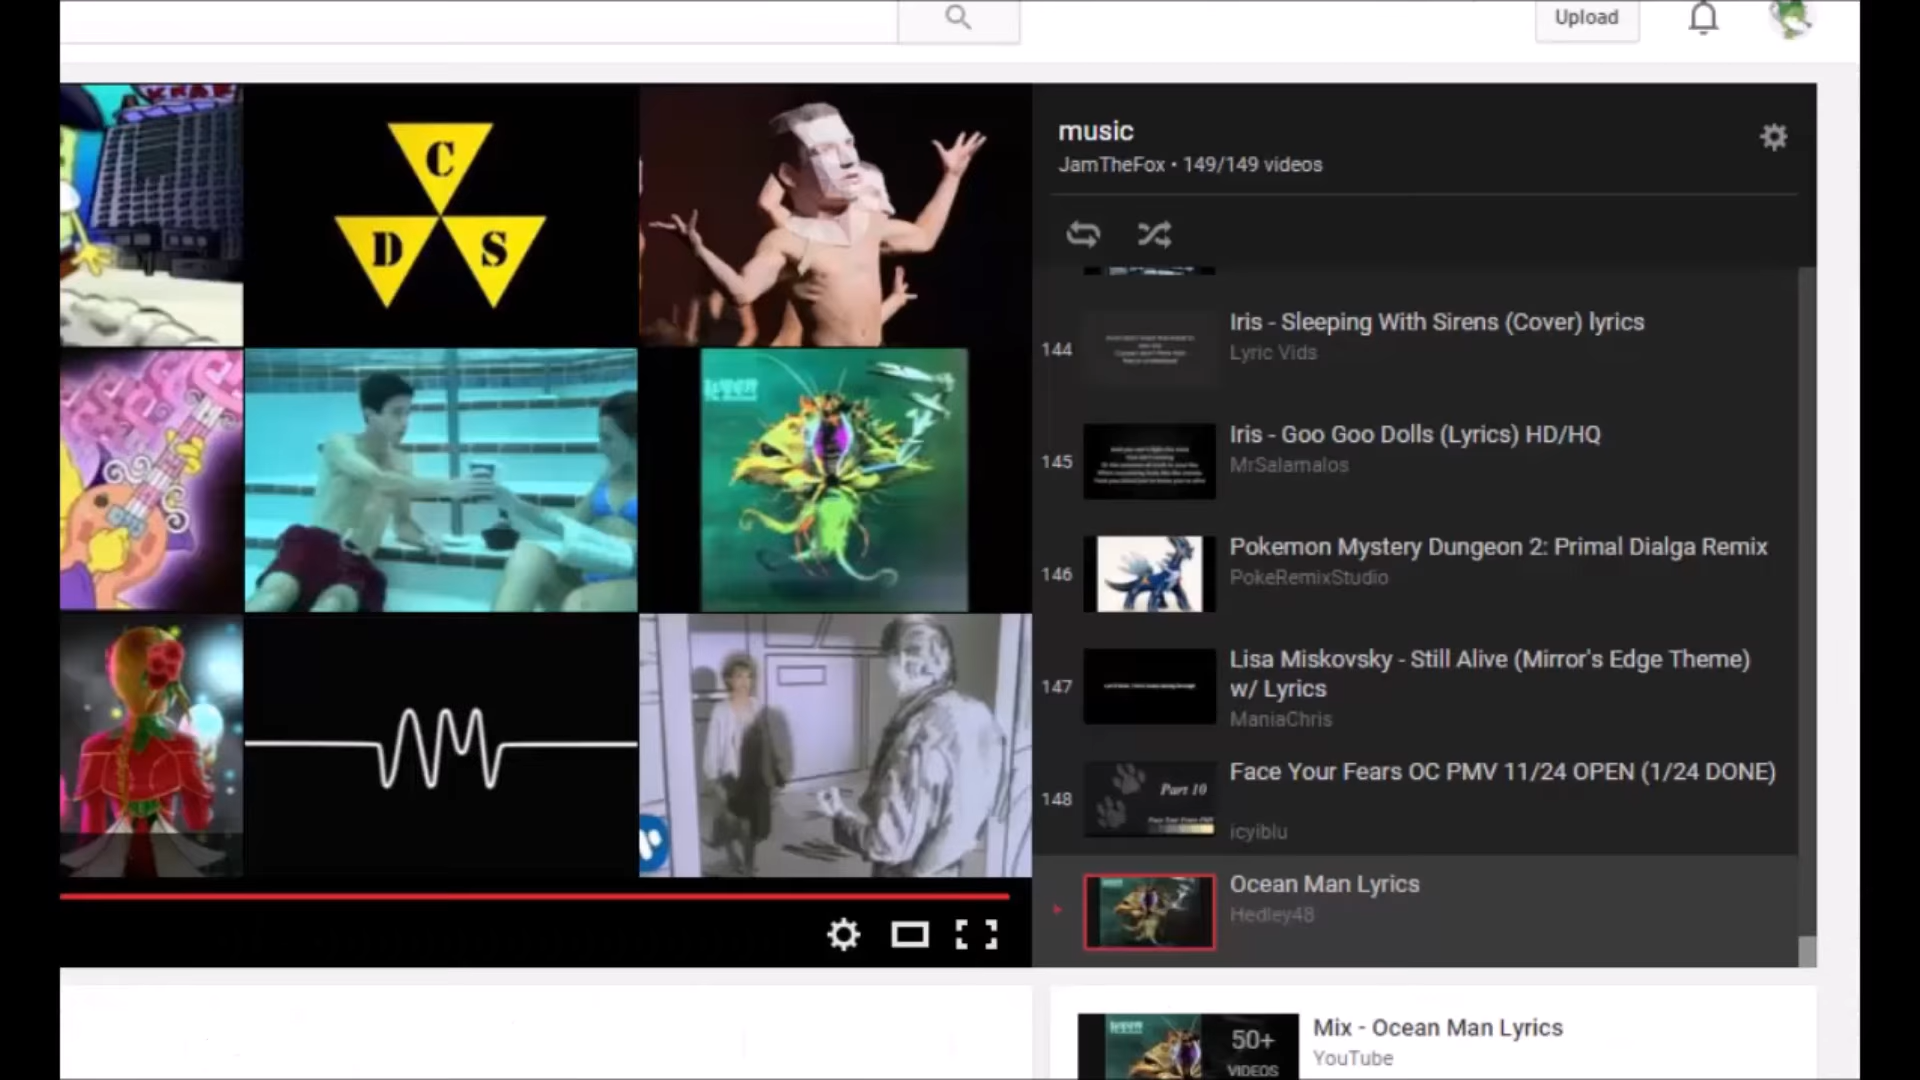 Upload
KRAB
C
D S
music
JamTheFox • 149/149 videos
144
Iris - Sleeping With Sirens (Cover) lyrics
Lyric Vids
145
Iris - Goo Goo Dolls (Lyrics) HD/HQ
MrSalamalos
146
Pokemon Mystery Dungeon 2: Primal Dialga Remix
PokeRemixStudio
147
Lisa Miskovsky - Still Alive (Mirror's Edge Theme)
w/ Lyrics
ManiaChris
148
Part 10
Face Your Fears OC PMV 11/24 OPEN (1/24 DONE)
icyiblu
Ocean Man Lyrics
Hedley48
50+
VIDEOS
Mix - Ocean Man Lyrics
YouTube